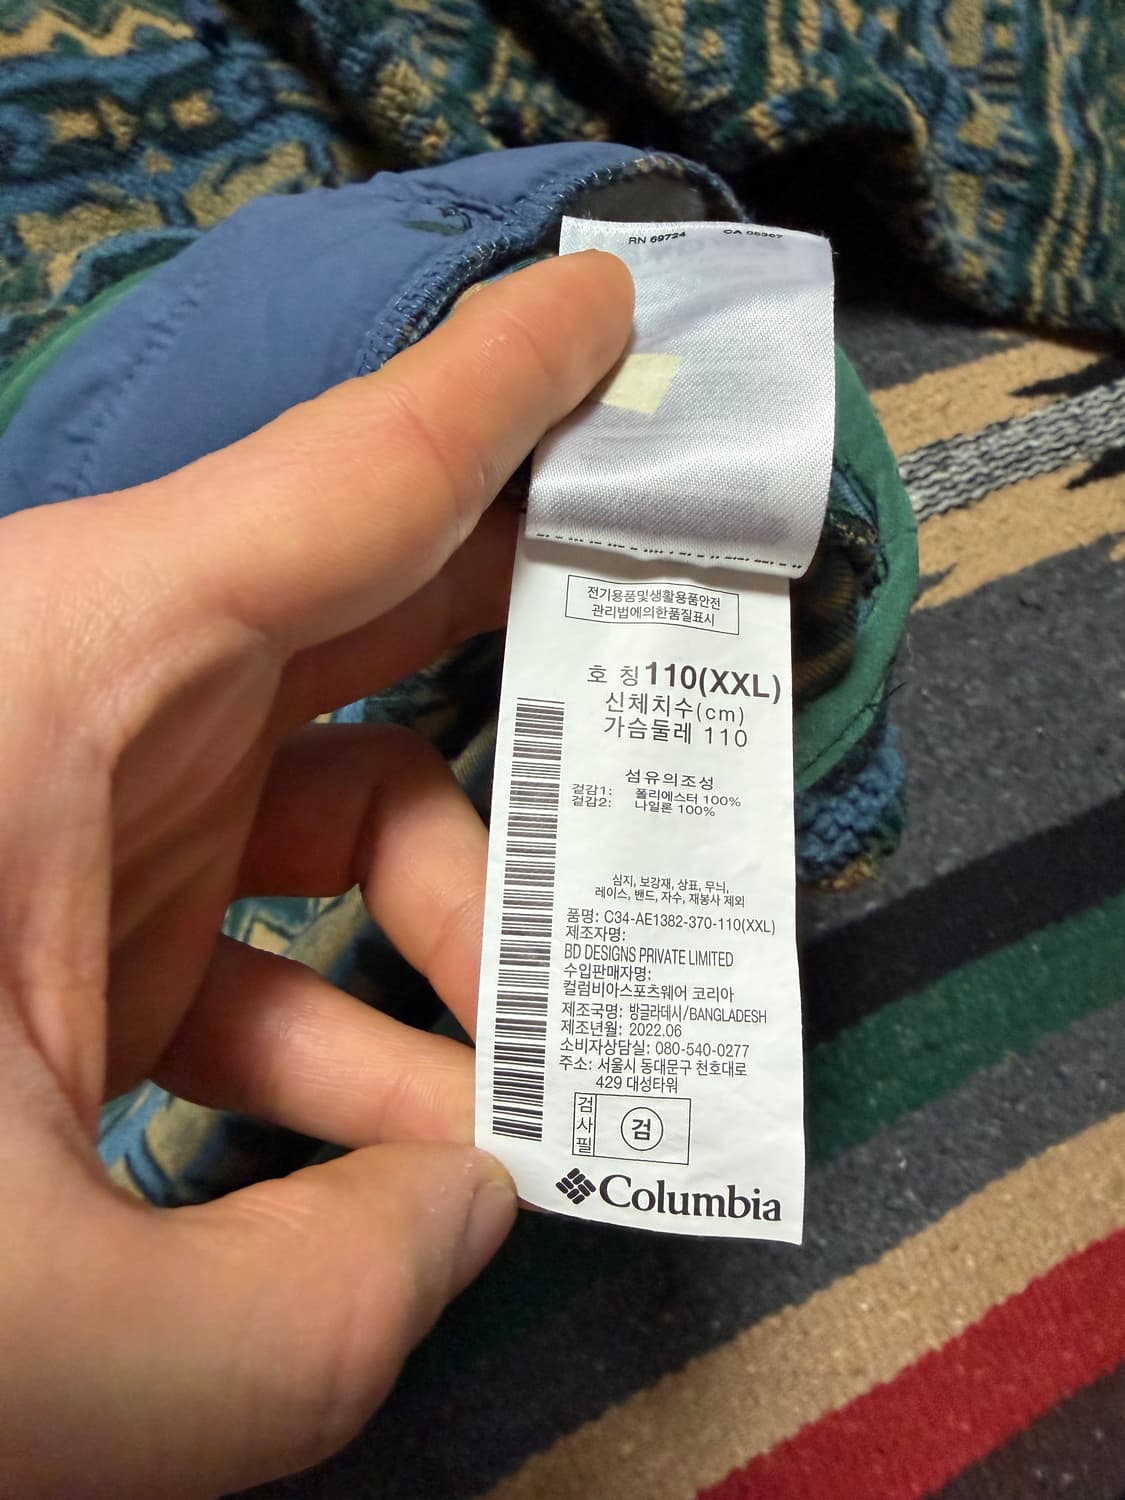 RN 69724 CA 05367
전기용품및생활용품안전
관리법에의한품질표시
호 칭 110(XXL)
신체치수(cm)
가슴둘레 110
섬유의조성
겉감1: 폴리에스터 100%
겉감2: 나일론 100%
심지, 보강재, 상표, 무늬,
레이스, 밴드, 자수, 재봉사 제외
품명: C34-AE1382-370-110(XXL)
제조자명:
BD DESIGNS PRIVATE LIMITED
수입판매자명:
컬럼비아스포츠웨어 코리아
제조국명: 방글라데시/BANGLADESH
제조년월: 2022.06
소비자상담실: 080-540-0277
주소: 서울시 동대문구 천호대로
429 대성타워
검사필
검
Columbia